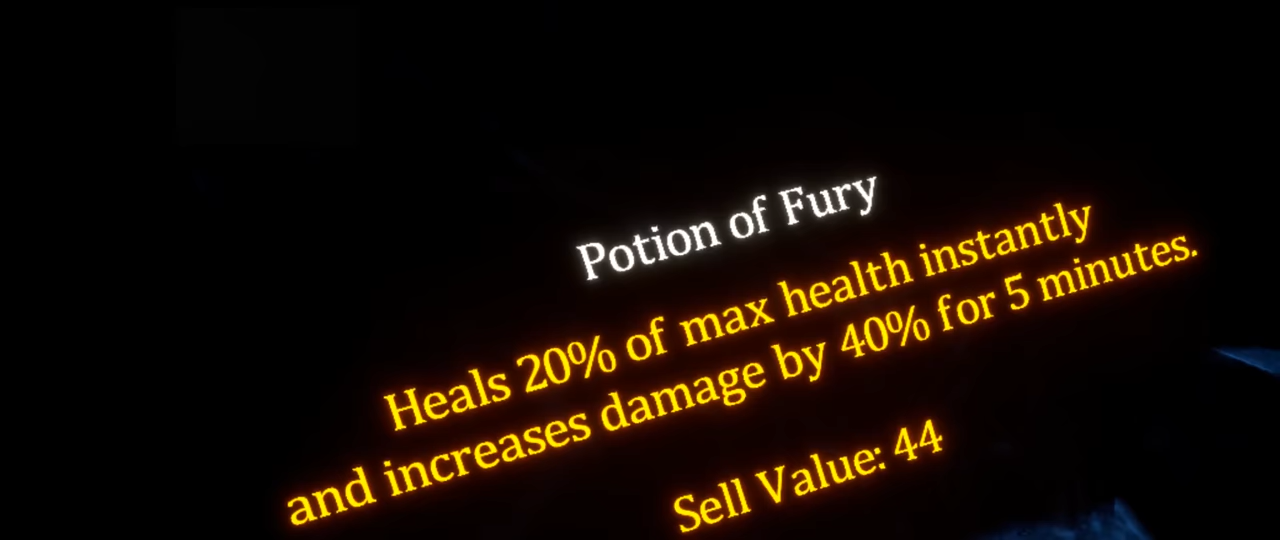 Potion of Fury
Heals 20% of max health instantly
and increases damage by 40% for 5 minutes.
Sell Value: 44